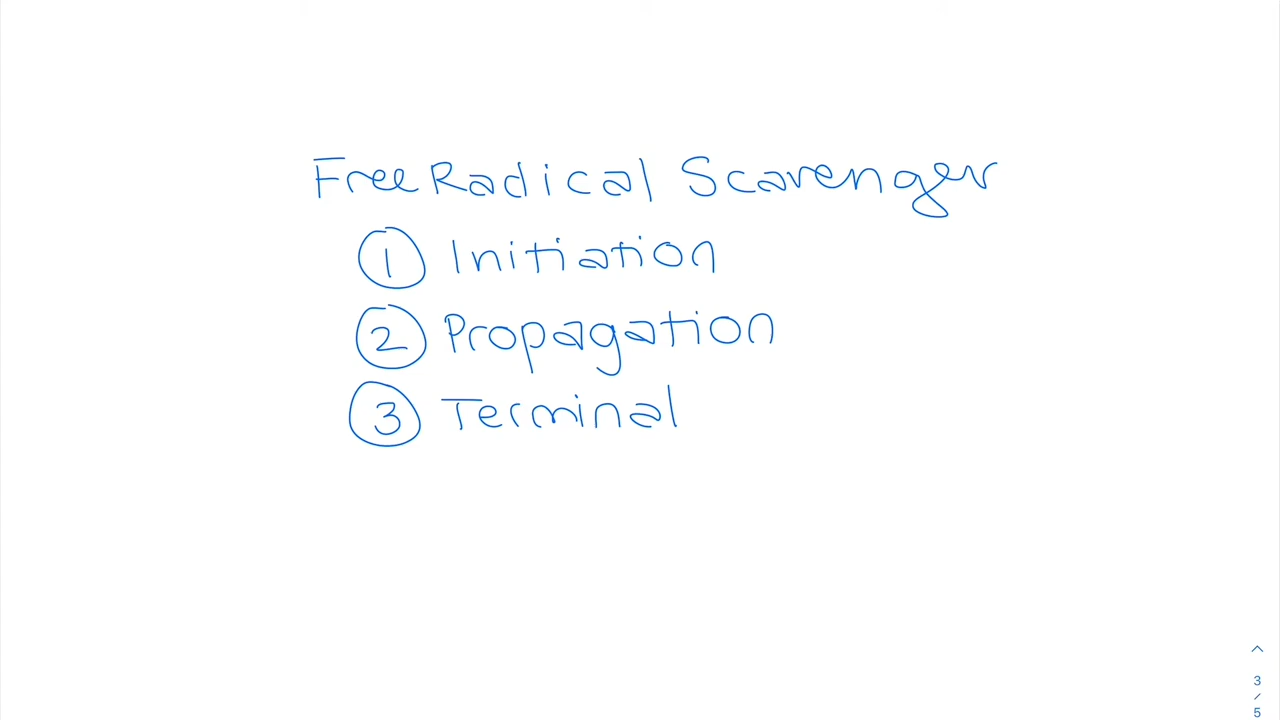 Free Radical Scavenger
1 Initiation
2 Propagation
3 Terminal
3
/
5